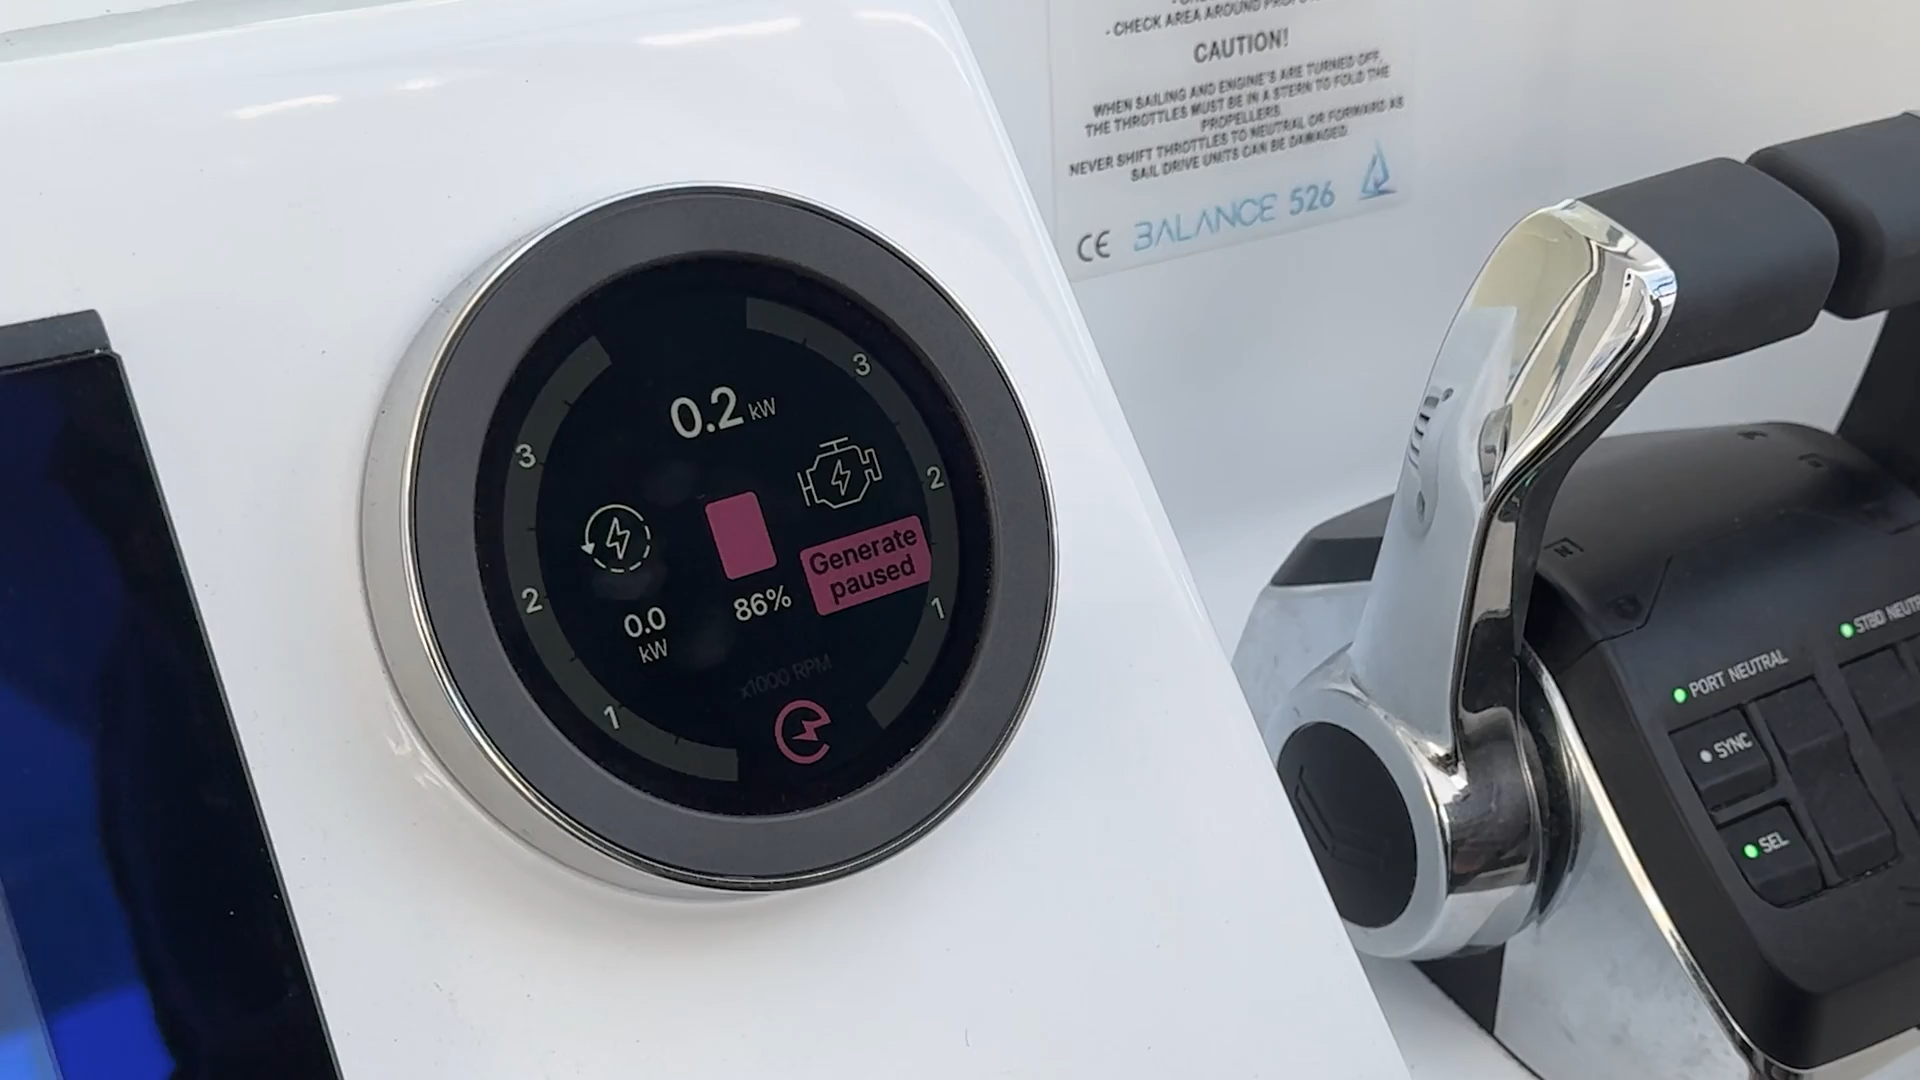 - CHECK AREA AROUND
CAUTION!
WHEN SAILING AND ENGINE'S ARE TURNED OFF,
THE THROTTLES MUST BE IN A STERN TO FOLD THE
PROPELLERS.
NEVER SHIFT THROTTLES TO NEUTRAL OR FORWARD AS
SAIL DRIVE UNITS CAN BE DAMAGED
CE BALANCE 526
3
0.2 kW
3
2
Generate
paused
86%
2
1
0.0
kW
x1000 RPM
1
STBD
PORT NEUTRAL
SYNC
SEL
N